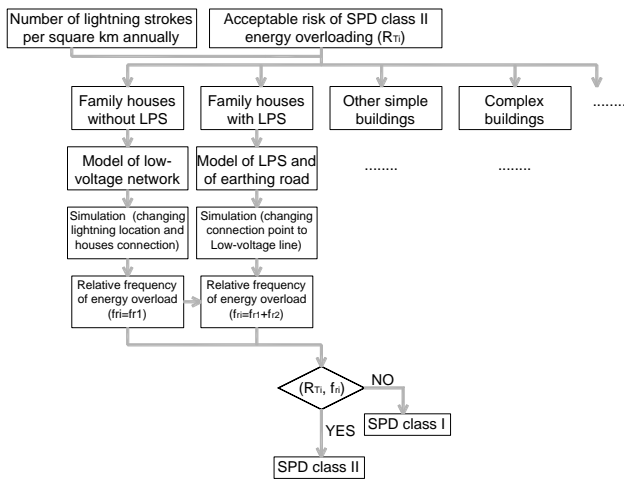 Number of lightning strokes
per square km annually
Acceptable risk of SPD class II
energy overloading (RTi)
Family houses
without LPS
Family houses
with LPS
Other simple
buildings
Complex
buildings
........
Model of low-
voltage network
Model of LPS and
of earthing road
........
........
Simulation (changing
lightning location and
houses connection)
Simulation (changing
connection point to
Low-voltage line)
Relative frequency
of energy overload
(fri=fr1)
Relative frequency
of energy overload
(fri=fr1+fr2)
(RTi, fri)
NO
SPD class I
YES
SPD class II